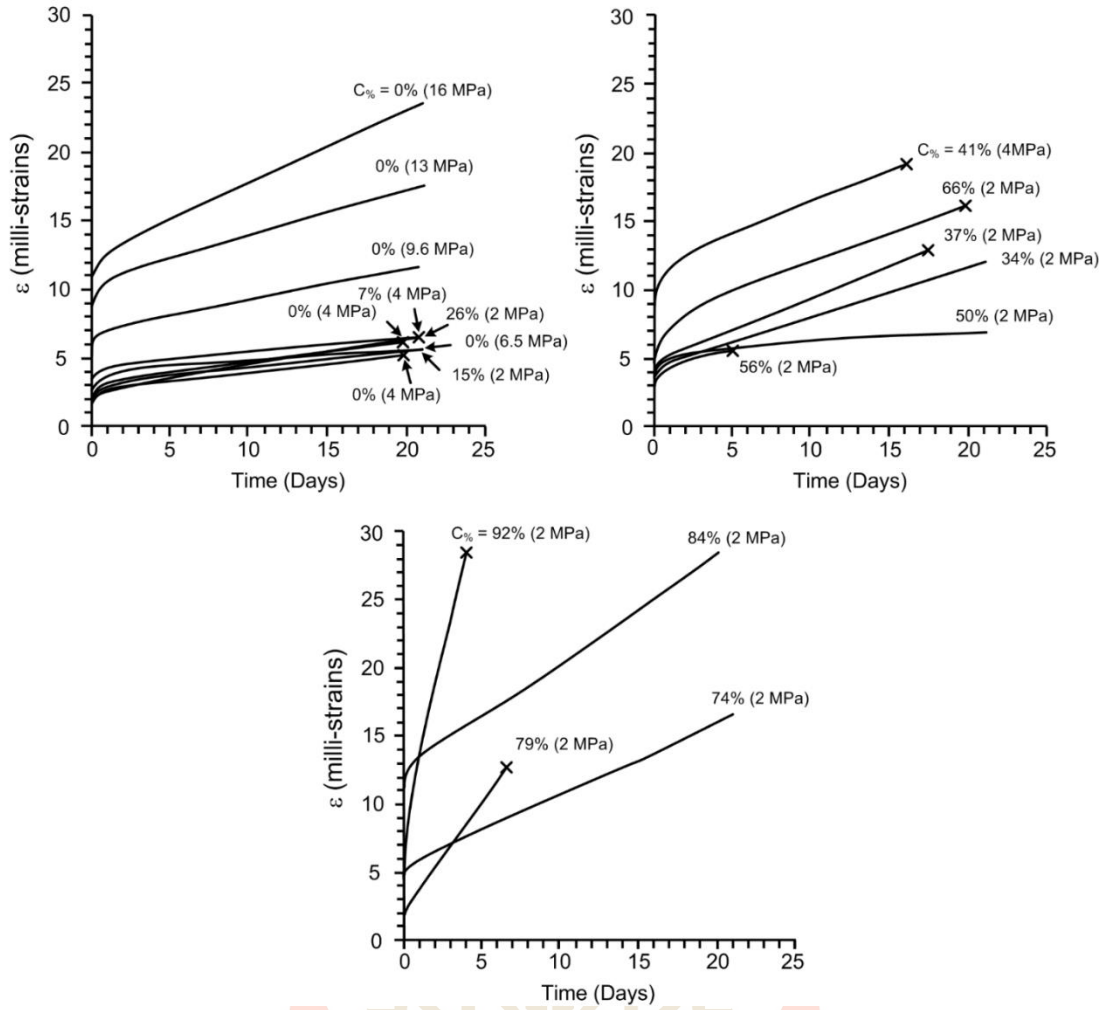 30
25
20
15
10
5
0
ε (milli-strains)
C% = 0% (16 MPa)
0% (13 MPa)
0% (9.6 MPa)
7% (4 MPa)
0% (4 MPa)
26% (2 MPa)
0% (6.5 MPa)
15% (2 MPa)
0% (4 MPa)
0 5 10 15 20 25
Time (Days)
30
25
20
15
10
5
0
ε (milli-strains)
C% = 41% (4MPa)
66% (2 MPa)
37% (2 MPa)
34% (2 MPa)
50% (2 MPa)
56% (2 MPa)
0 5 10 15 20 25
Time (Days)
30
25
20
15
10
5
0
ε (milli-strains)
C% = 92% (2 MPa)
84% (2 MPa)
74% (2 MPa)
79% (2 MPa)
0 5 10 15 20 25
Time (Days)